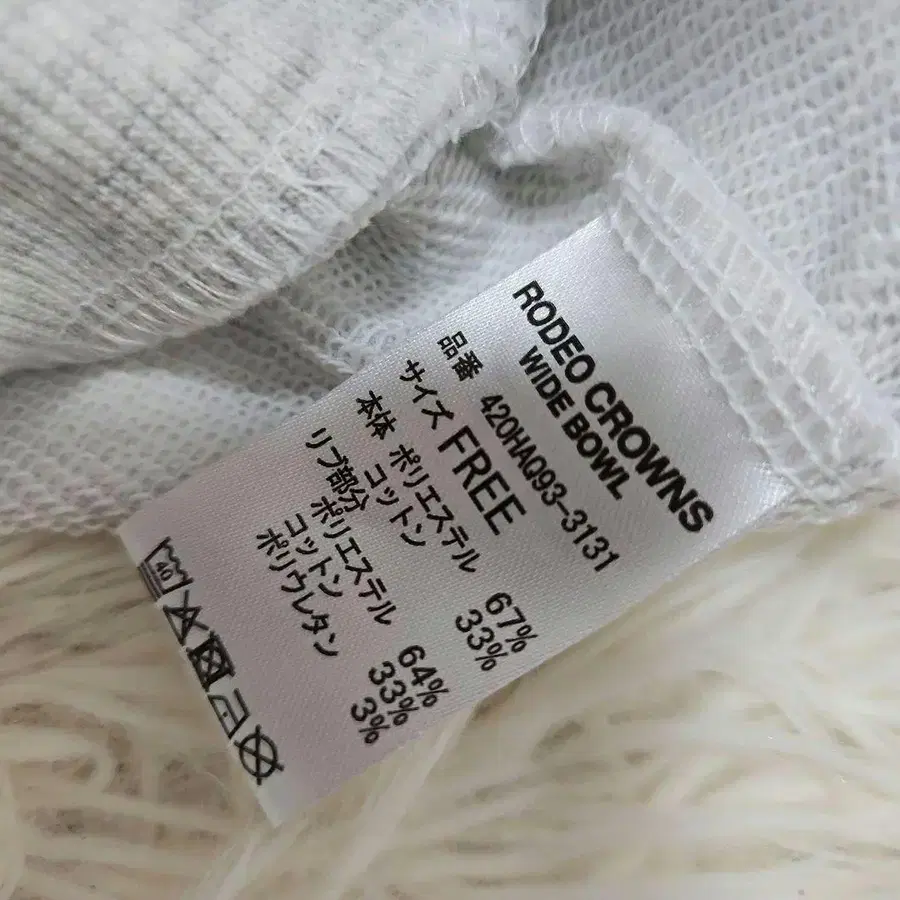 RODEO CROWNS
WIDE BOWL
品番 420HAQ93-3131
サイズ FREE
本体 ポリエステル 67%
コットン 33%
リブ部分
ポリエステル 64%
コットン 33%
ポリウレタン 3%
40